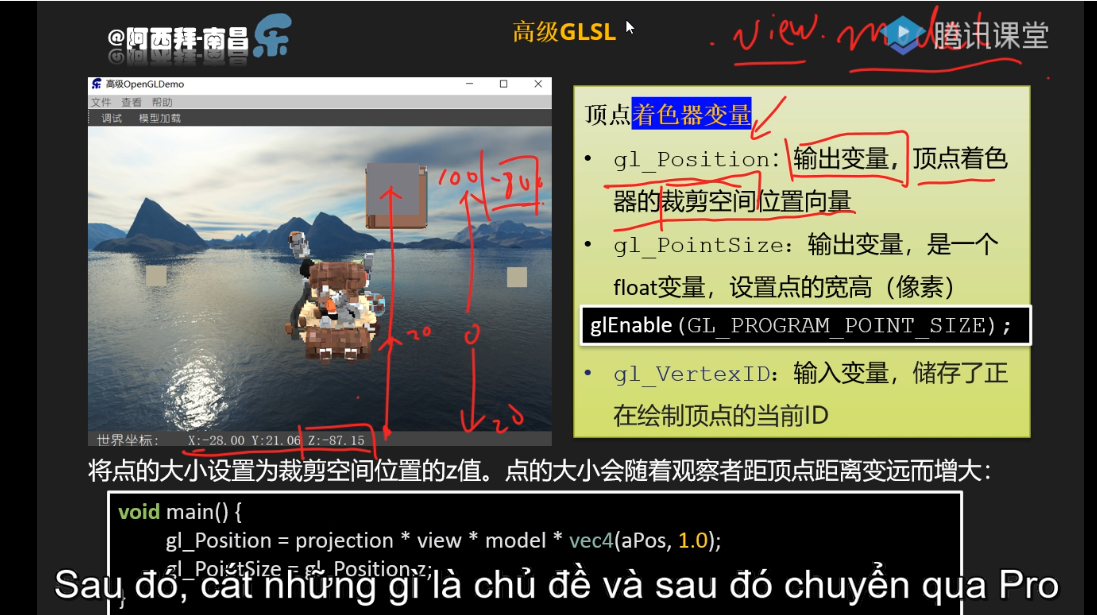 @阿西拜-南昌
乐
高级GLSL
view.model
腾讯课堂
高级OpenGLDemo
文件 查看 帮助
调试 模型加载
100
-80
20
0
20
世界坐标: X:-28.00 Y:21.06 Z:-87.15
顶点着色器变量
• gl_Position: 输出变量，顶点着色
器的裁剪空间位置向量
• gl_PointSize: 输出变量，是一个
float变量，设置点的宽高（像素）
glEnable(GL_PROGRAM_POINT_SIZE);
• gl_VertexID: 输入变量，储存了正
在绘制顶点的当前ID
将点的大小设置为裁剪空间位置的z值。点的大小会随着观察者距顶点距离变远而增大：
void main() {
gl_Position = projection * view * model * vec4(aPos, 1.0);
gl_PointSize = gl_Position.z;
}
Sau đó, cắt những gì là chủ đề và sau đó chuyển qua Pro